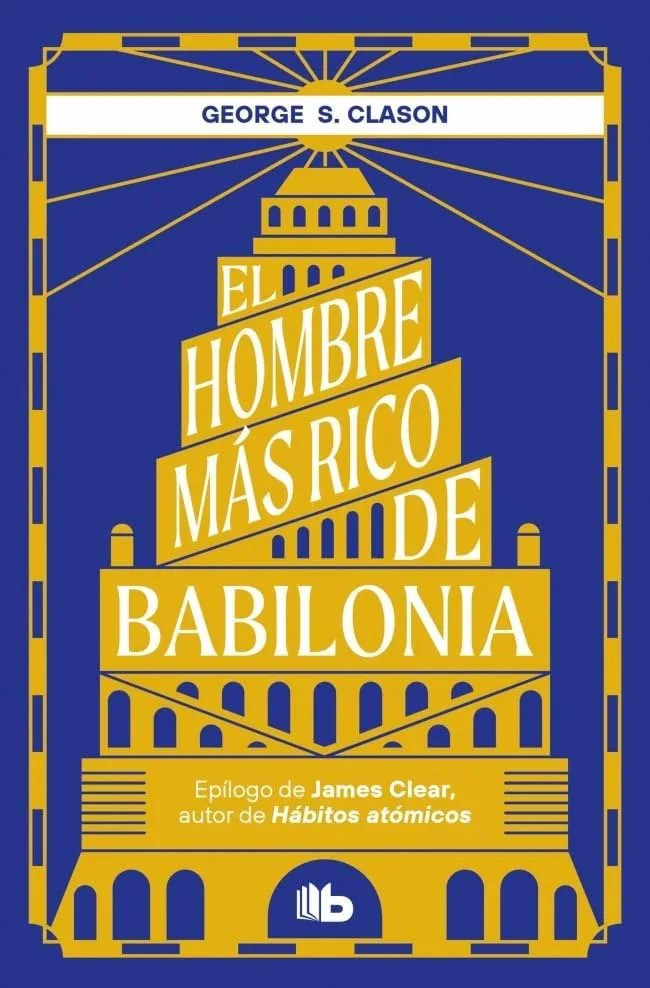 GEORGE S. CLASON
EL
HOMBRE
MÁS RICO
DE
BABILONIA
Epílogo de James Clear,
autor de Hábitos atómicos
b